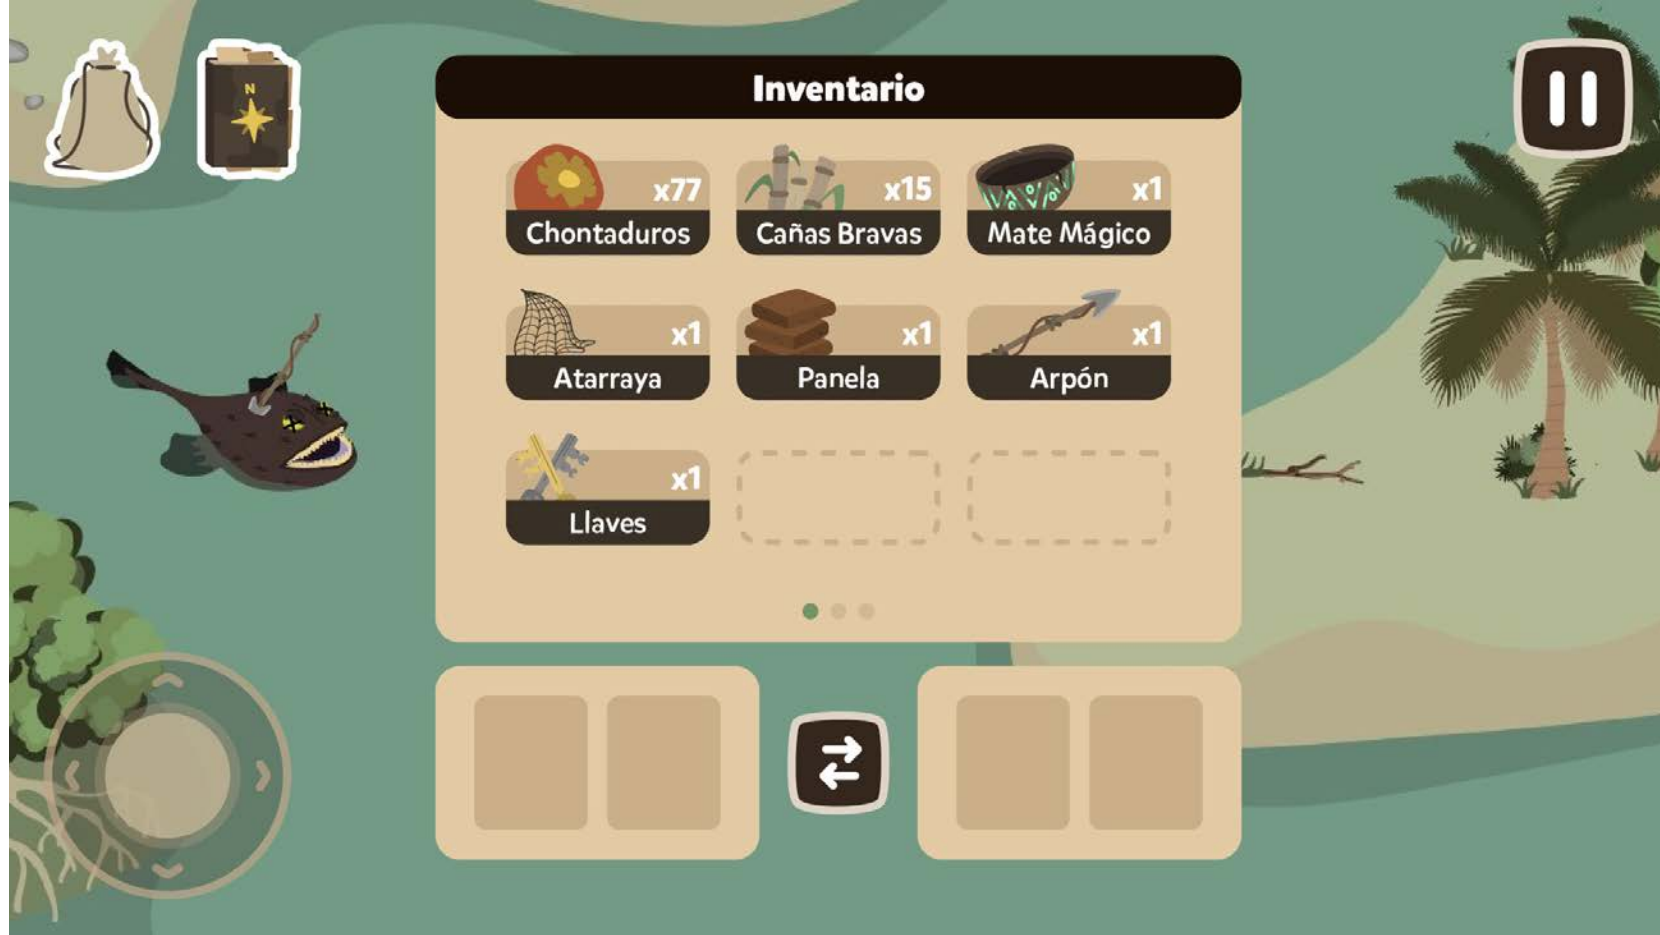 N
Inventario
x77
x15
x1
Chontaduros
Cañas Bravas
Mate Mágico
x1
x1
x1
Atarraya
Panela
Arpón
x1
Llaves